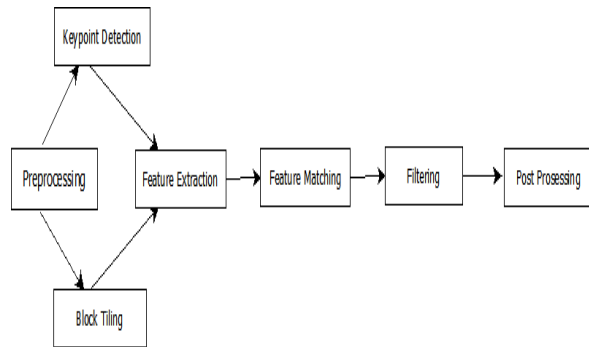 Keypoint Detection
Preprocessing
Feature Extraction
Feature Matching
Filtering
Post Prosessing
Block Tiling